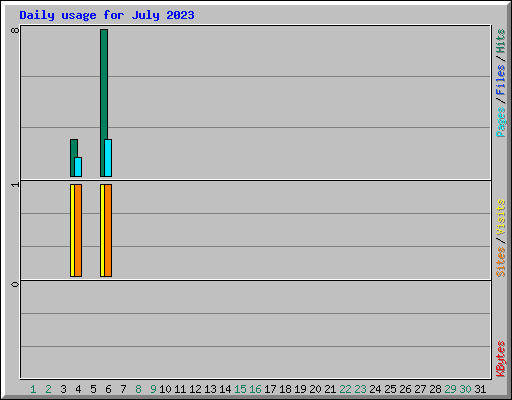 Daily usage for July 2023
8
1
0
Pages/Files/Hits
Sites/Visits
KBytes
1 2 3 4 5 6 7 8 9 10 11 12 13 14 15 16 17 18 19 20 21 22 23 24 25 26 27 28 29 30 31